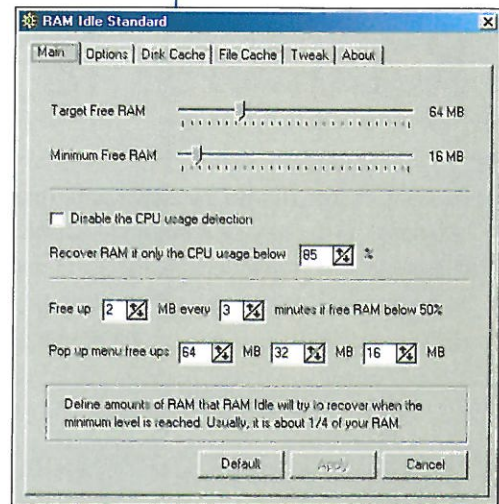 RAM Idle Standard
Main Options Disk Cache File Cache Tweak About
Target Free RAM 64 MB
Minimum Free RAM 16 MB
Disable the CPU usage detection
Recover RAM if only the CPU usage below 85 %
Free up 2 MB every 3 minutes if free RAM below 50%
Pop up menu free ups 64 MB 32 MB 16 MB
Define amounts of RAM that RAM Idle will try to recover when the
minimum level is reached. Usually, it is about 1/4 of your RAM.
Default Apply Cancel